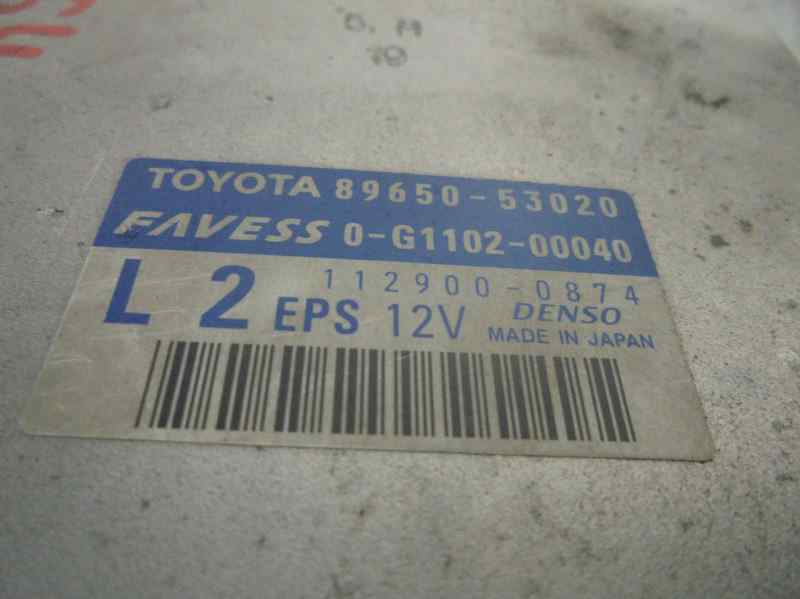 TOYOTA 89650-53020
FAVESS 0-G1102-00040
112900-0874
L 2 EPS 12V DENSO
MADE IN JAPAN